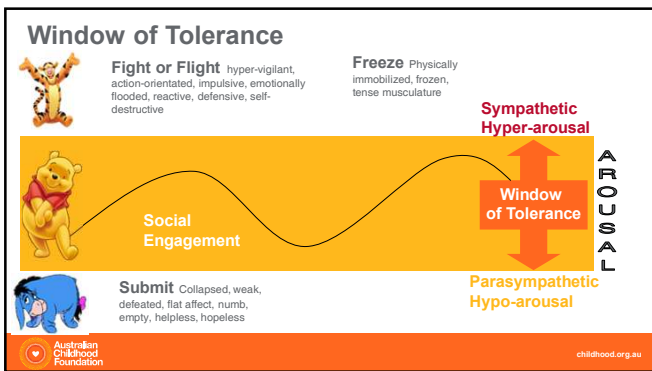 Window of Tolerance
Fight or Flight hyper-vigilant,
action-orientated, impulsive, emotionally
flooded, reactive, defensive, self-
destructive
Freeze Physically
immobilized, frozen,
tense musculature
Sympathetic
Hyper-arousal
Social
Engagement
Window
of Tolerance
AROUSAL
Submit Collapsed, weak,
defeated, flat affect, numb,
empty, helpless, hopeless
Parasympathetic
Hypo-arousal
Australian
Childhood
Foundation
childhood.org.au